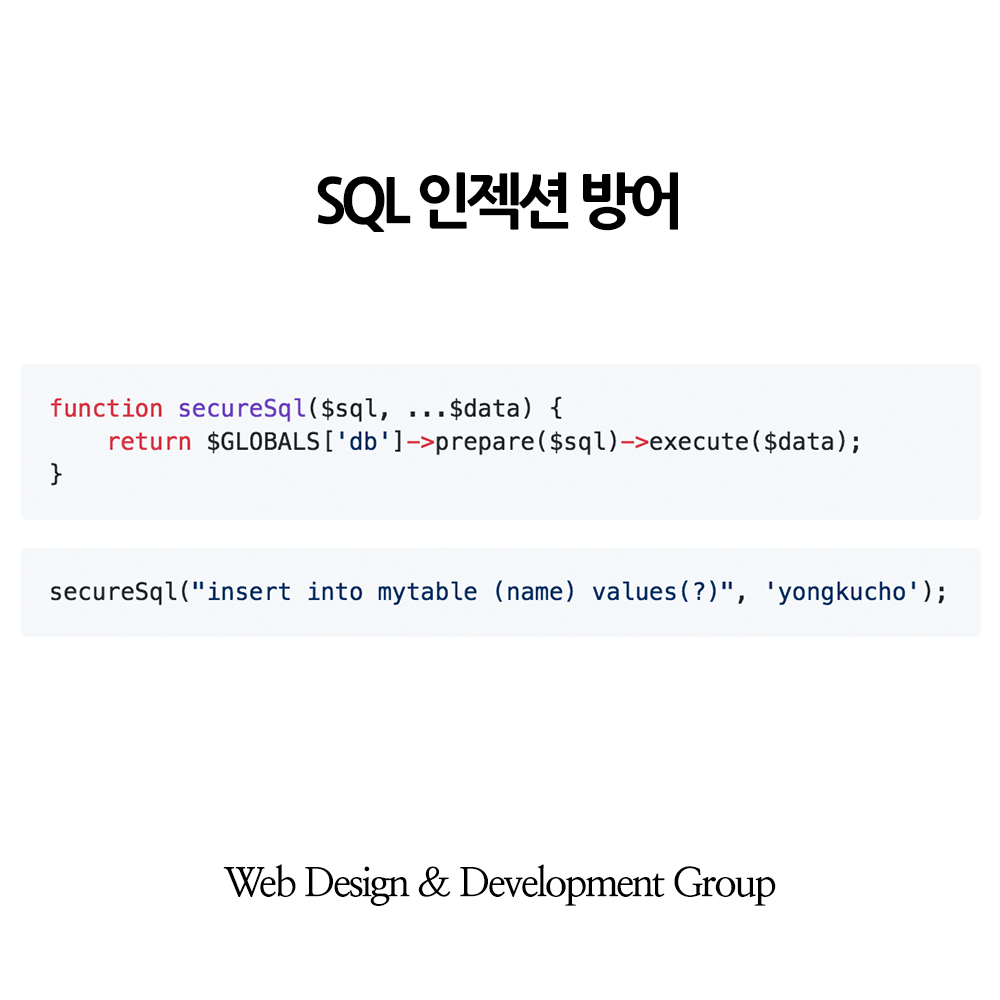 SQL 인젝션 방어
function secureSql($sql, ...$data) {
    return $GLOBALS['db']->prepare($sql)->execute($data);
}
secureSql("insert into mytable (name) values(?)", 'yongkucho');
Web Design & Development Group